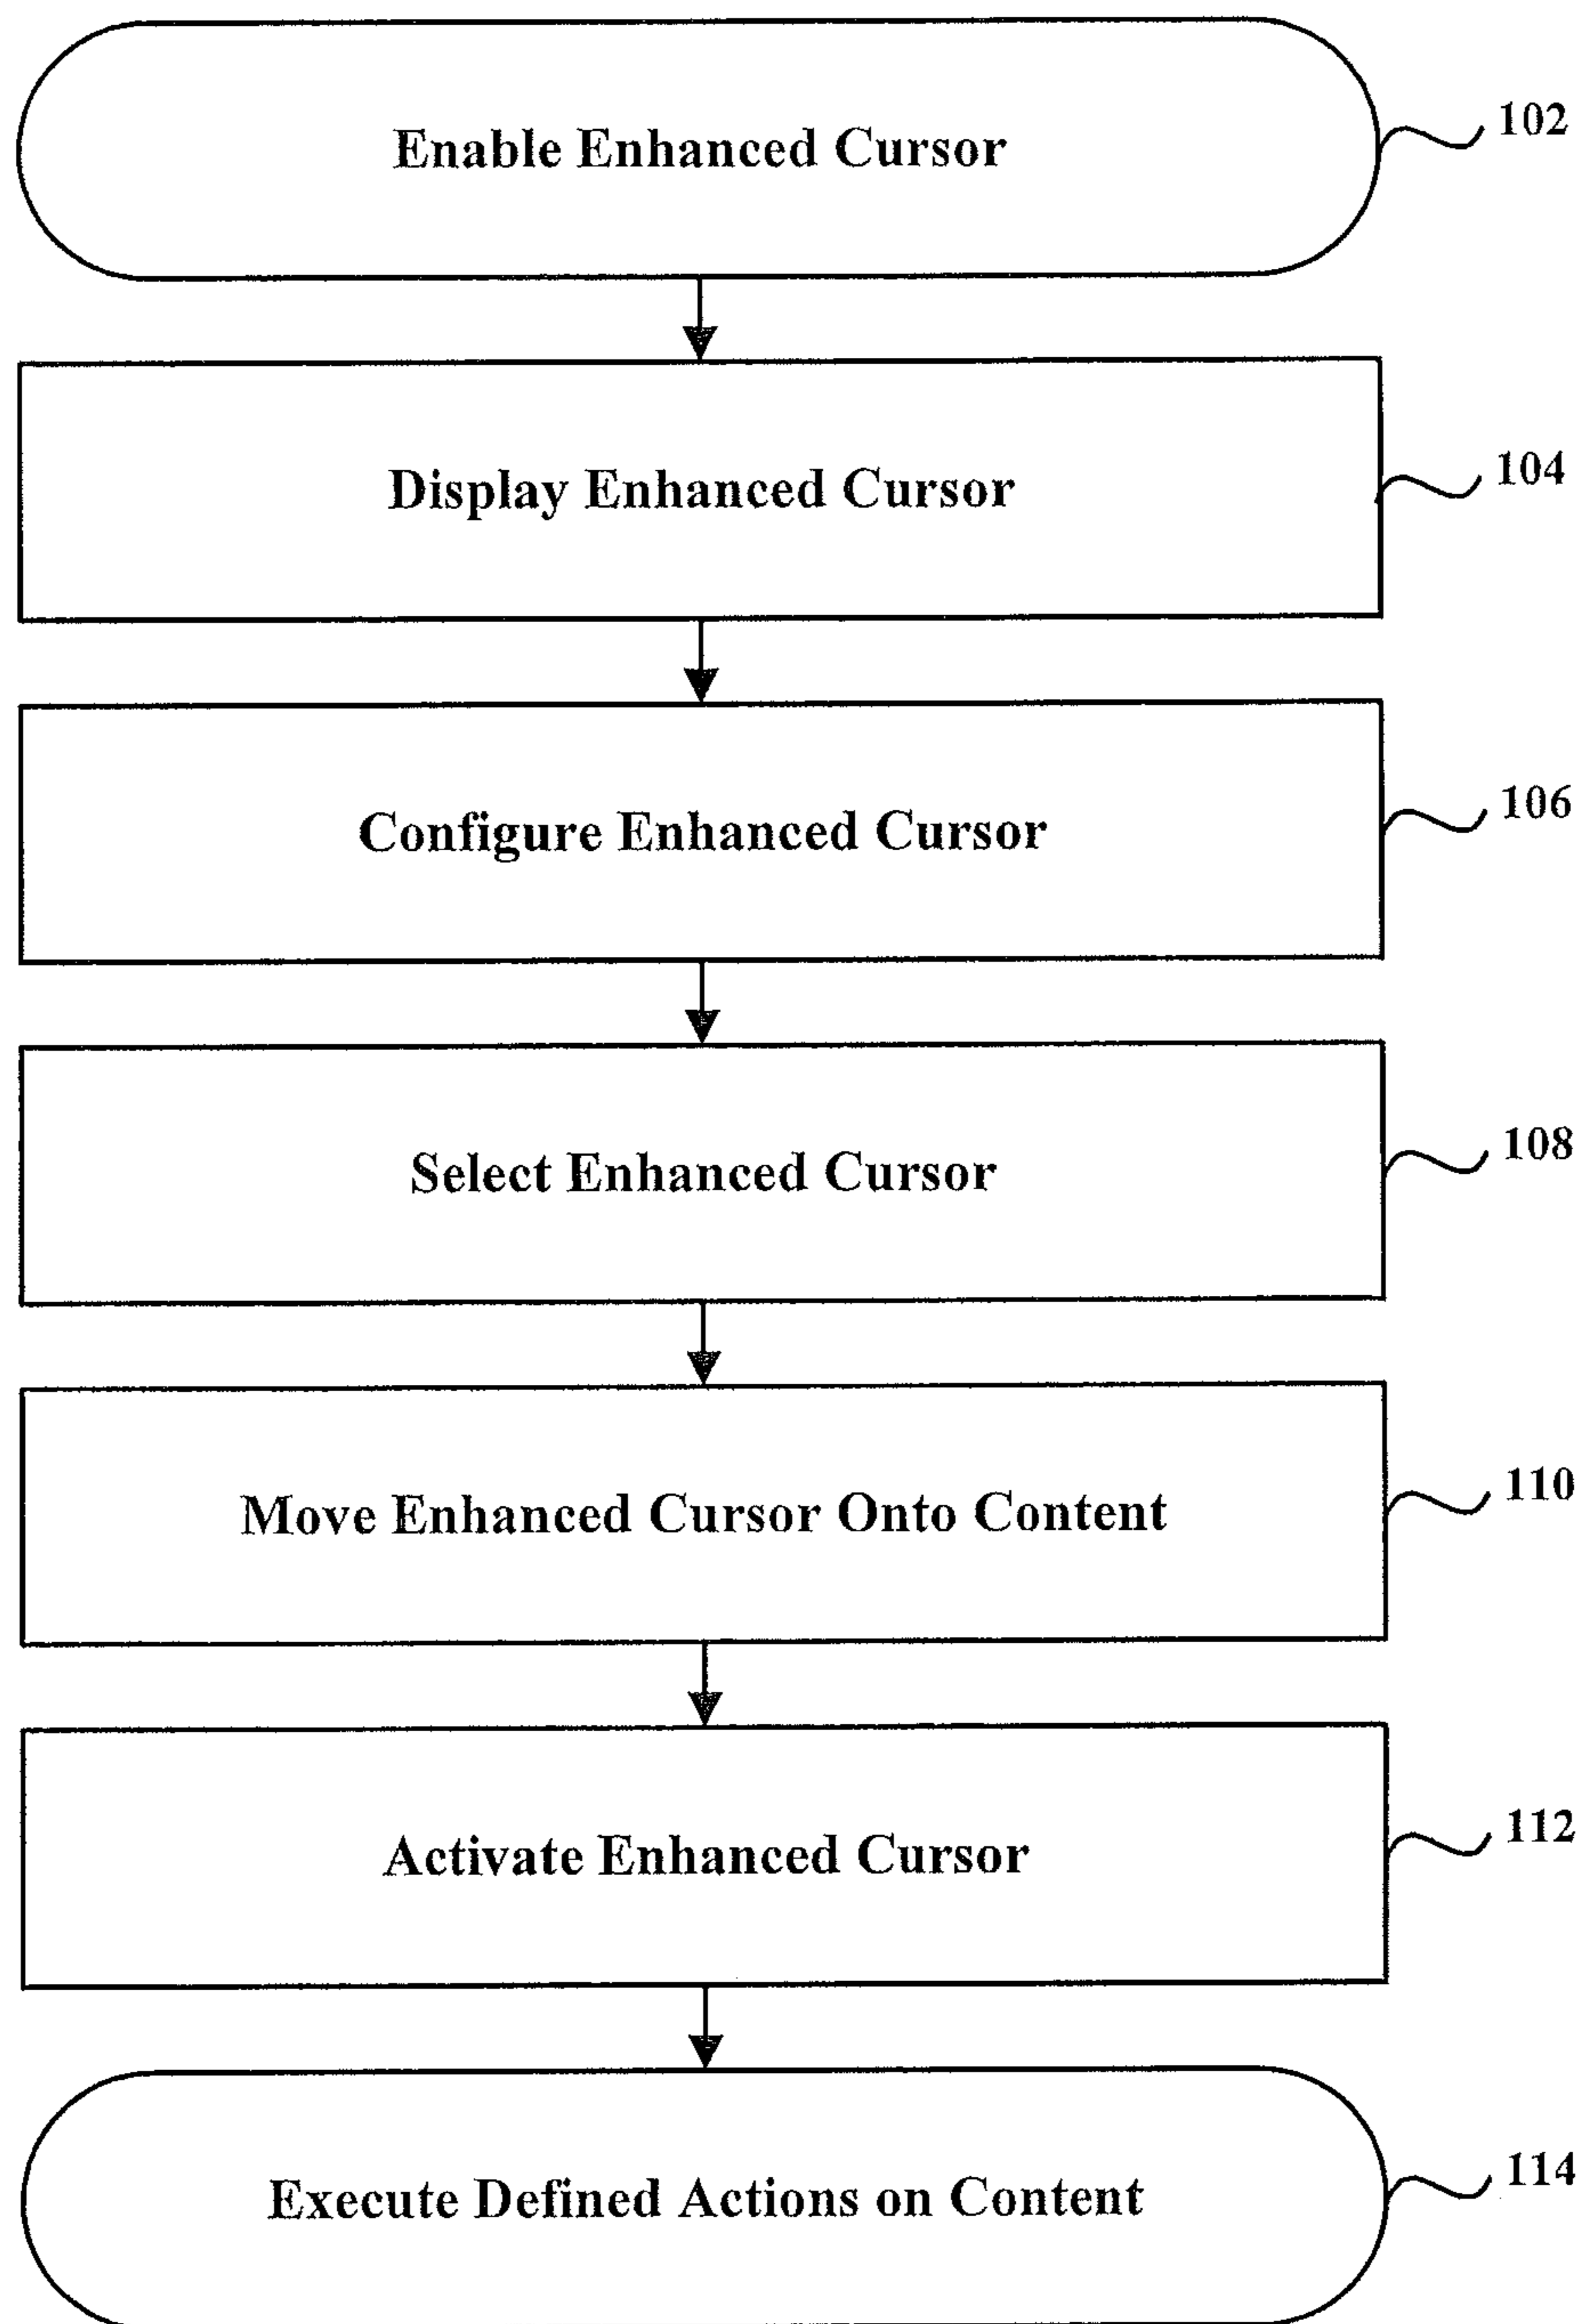 Enable Enhanced Cursor
102
Display Enhanced Cursor
104
Configure Enhanced Cursor
106
Select Enhanced Cursor
108
Move Enhanced Cursor Onto Content
110
Activate Enhanced Cursor
112
Execute Defined Actions on Content
114